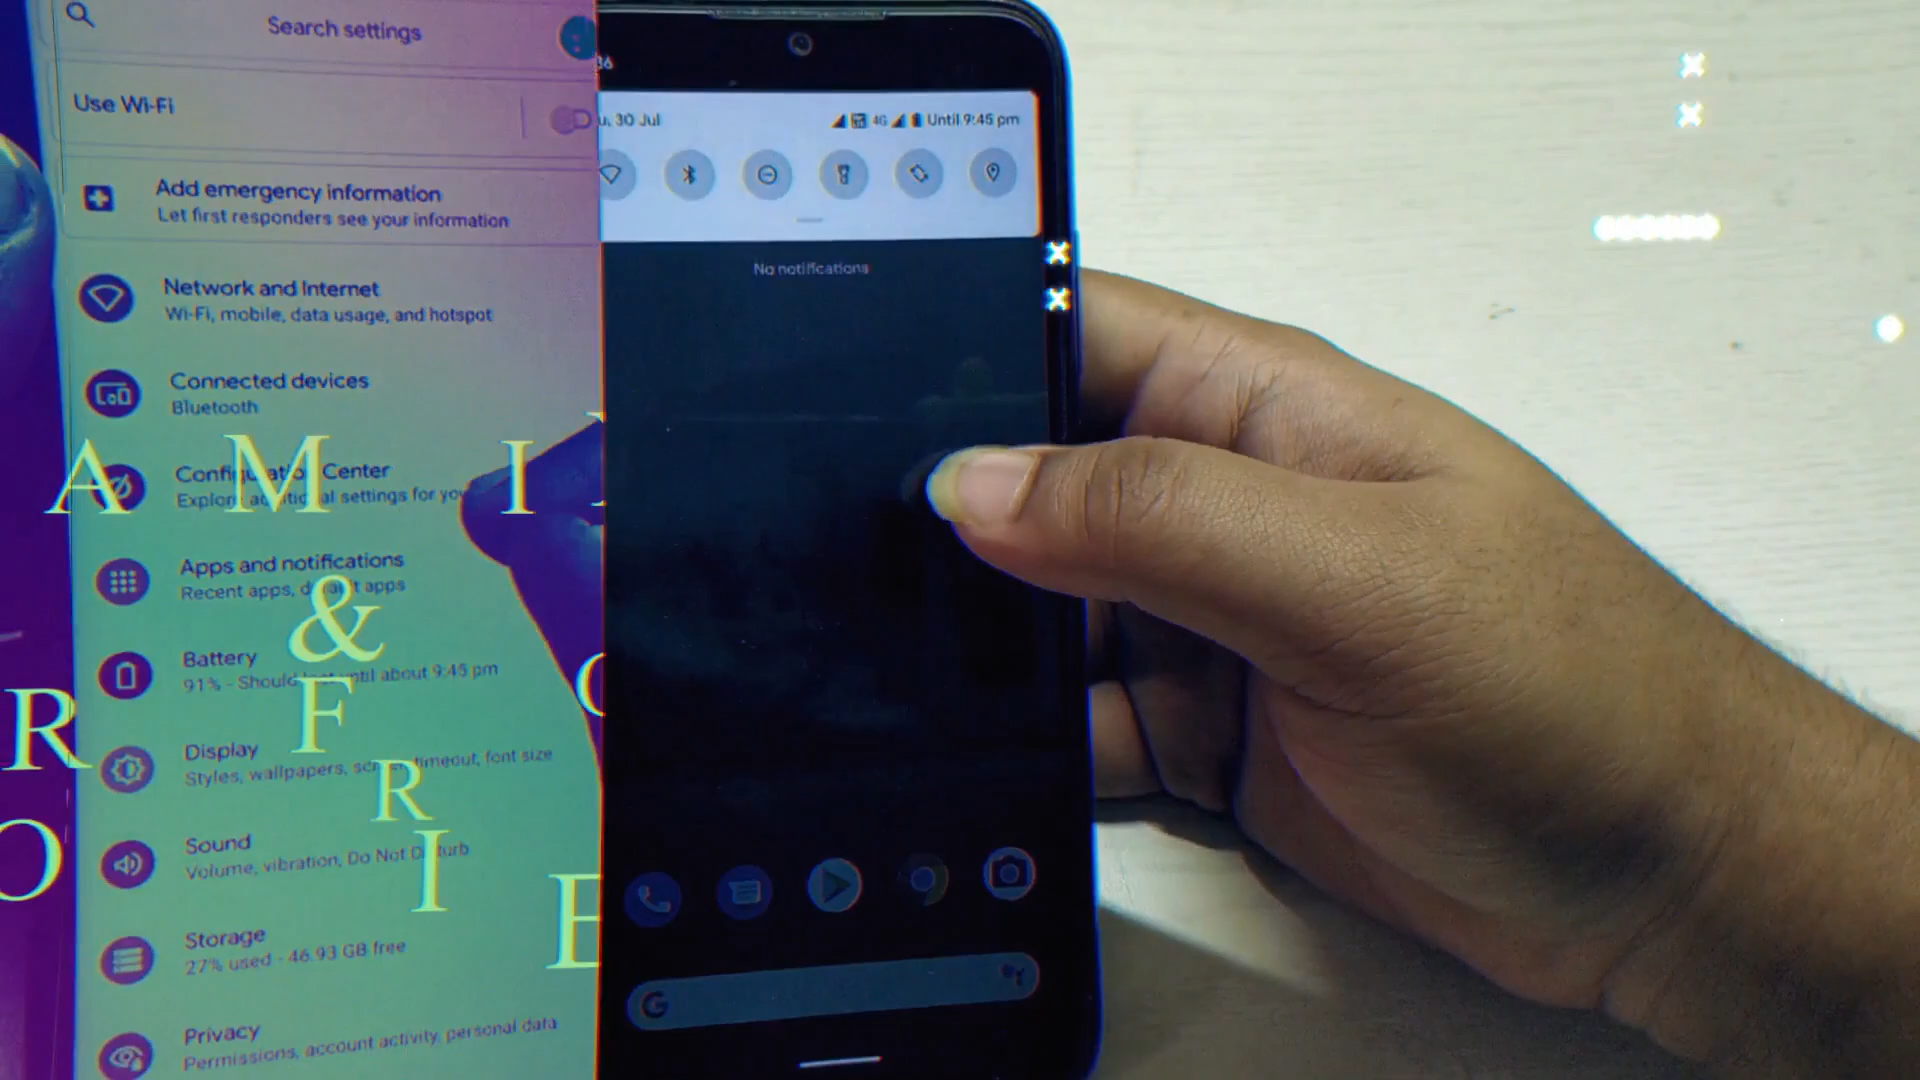 Search settings
Use Wi-Fi
Add emergency information
Let first responders see your information
Network and Internet
Wi-Fi, mobile, data usage, and hotspot
Connected devices
Bluetooth
Configuration Center
Explore additional settings for you
Apps and notifications
Recent apps, default apps
Battery
91% - Should last until about 9:45 pm
Display
Styles, wallpapers, screen timeout, font size
Sound
Volume, vibration, Do Not Disturb
Storage
27% used - 46.93 GB free
Privacy
Permissions, account activity, personal data
A M I
&
F
R
I
E
R
O
36
30 Jul
4G
Until 9:45 pm
No notifications
G